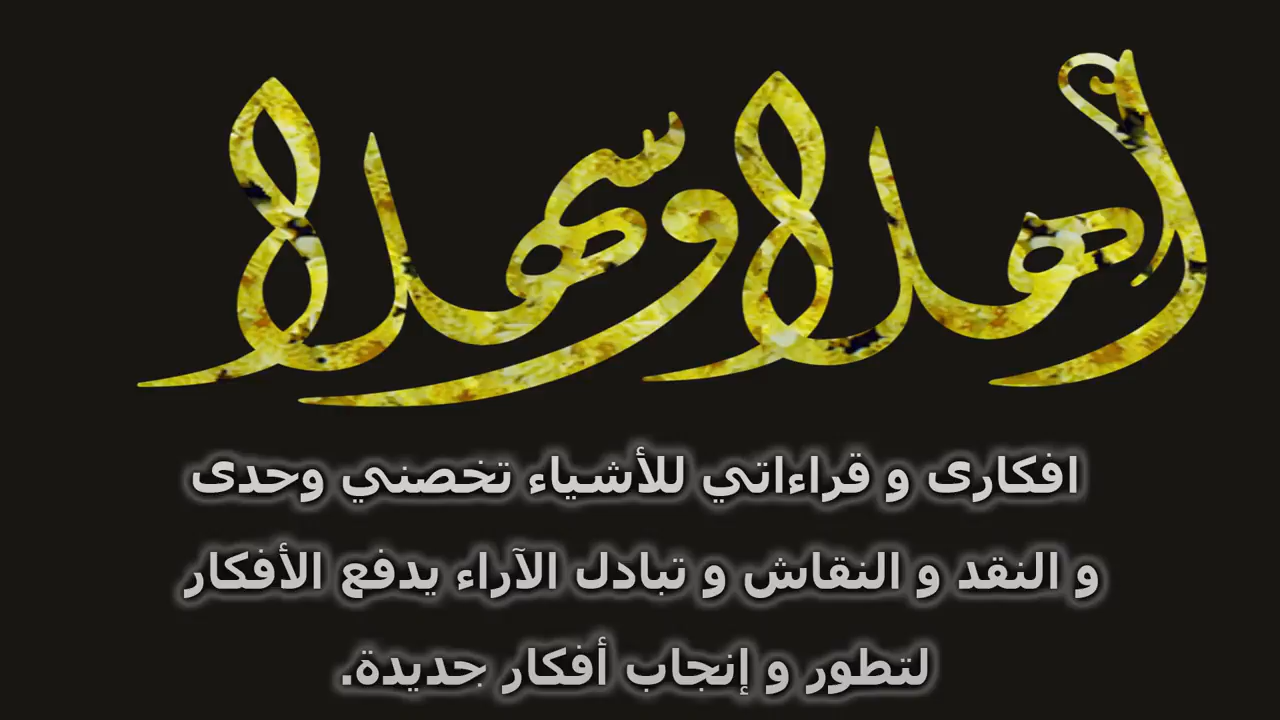 أهلا وسهلا
افكارى و قراءاتي للأشياء تخصني وحدى
و النقد و النقاش و تبادل الآراء يدفع الأفكار
لتطور و إنجاب أفكار جديدة.